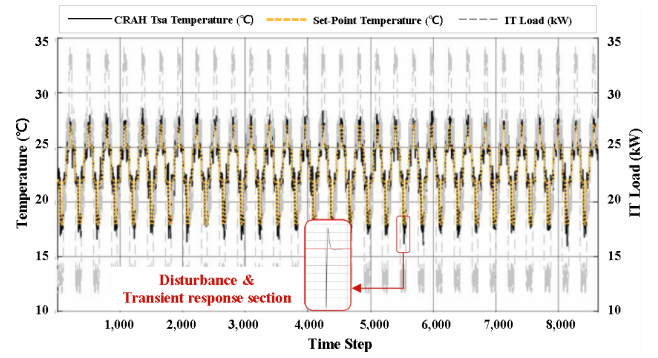 CRAH Tsa Temperature (℃) Set-Point Temperature (℃) IT Load (kW)
35 35
30 30
25 25
20 20
15 15
10 10
Temperature (℃)
IT Load (kW)
Disturbance &
Transient response section
1,000 2,000 3,000 4,000 5,000 6,000 7,000 8,000
Time Step